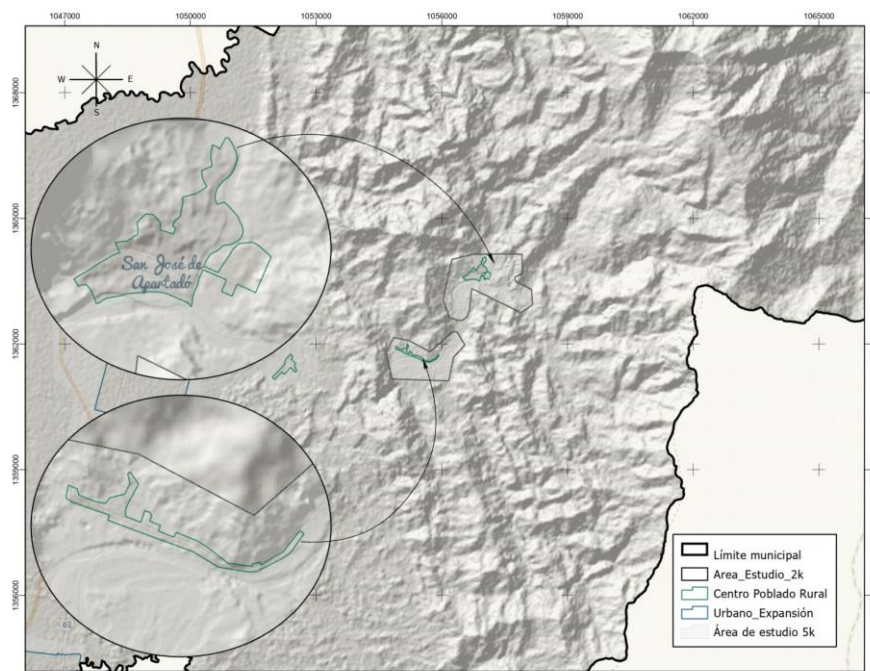 1047000 1050000 1053000 1056000 1059000 1062000 1065000
N
W E
S
1368000
1365000
1362000
1359000
1356000
San José de
Apartadó
62
Límite municipal
Area_Estudio_2k
Centro Poblado Rural
Urbano_Expansión
Área de estudio 5k